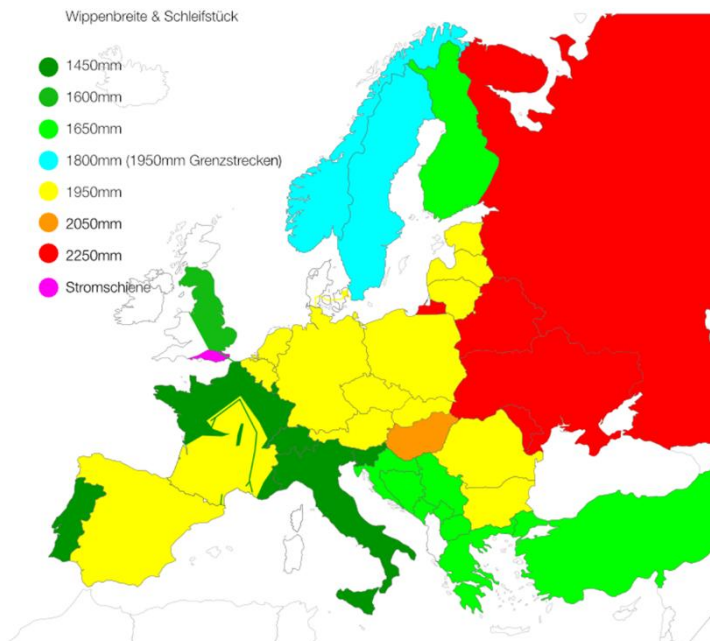 Wippenbreite & Schleifstück
1450mm
1600mm
1650mm
1800mm (1950mm Grenzstrecken)
1950mm
2050mm
2250mm
Stromschiene